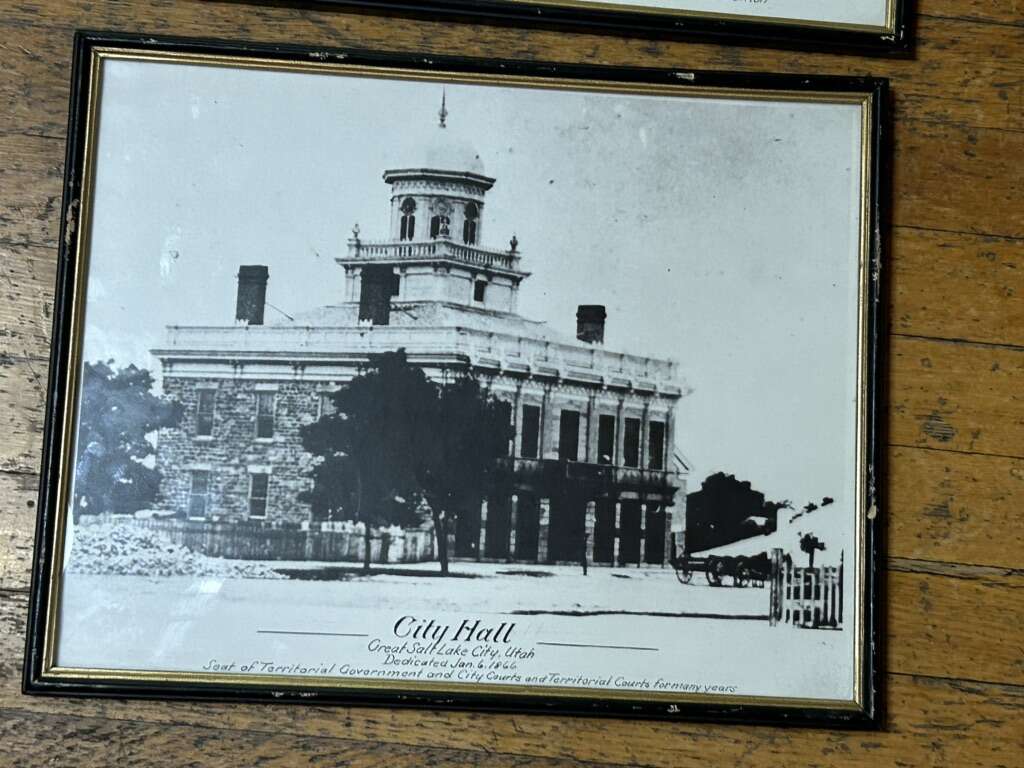 City Hall
Great Salt Lake City, Utah
Dedicated Jan. 6, 1866
Seat of Territorial Government and City Courts and Territorial Courts for many years